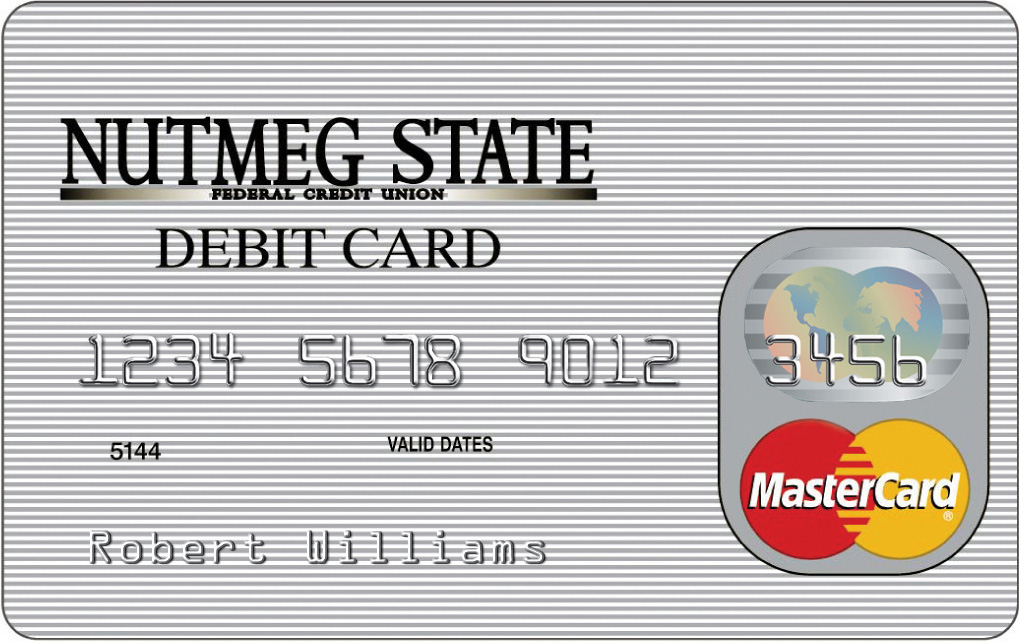 NUTMEG STATE
FEDERAL CREDIT UNION
DEBIT CARD
1234 5678 9012 3456
5144 VALID DATES
MasterCard®
Robert Williams